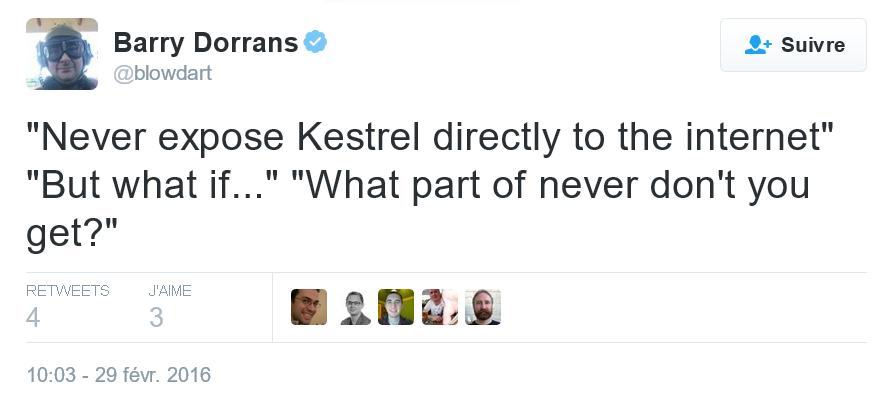 Barry Dorrans
@blowdart
Suivre
"Never expose Kestrel directly to the internet"
"But what if..." "What part of never don't you
get?"
RETWEETS J'AIME
4 3
10:03 - 29 févr. 2016